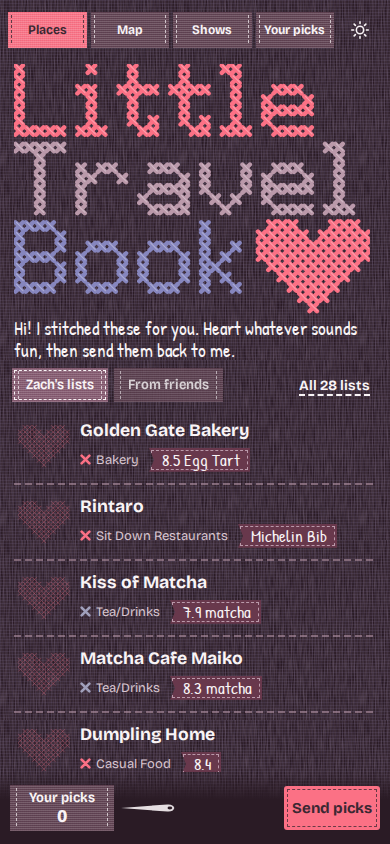 Places Map Shows Your picks
Little
Travel
Book
Hi! I stitched these for you. Heart whatever sounds
fun, then send them back to me.
Zach's lists From friends All 28 lists
Golden Gate Bakery
Bakery 8.5 Egg Tart
Rintaro
Sit Down Restaurants Michelin Bib
Kiss of Matcha
Tea/Drinks 7.9 matcha
Matcha Cafe Maiko
Tea/Drinks 8.3 matcha
Dumpling Home
Casual Food 8.4
Your picks
0
Send picks